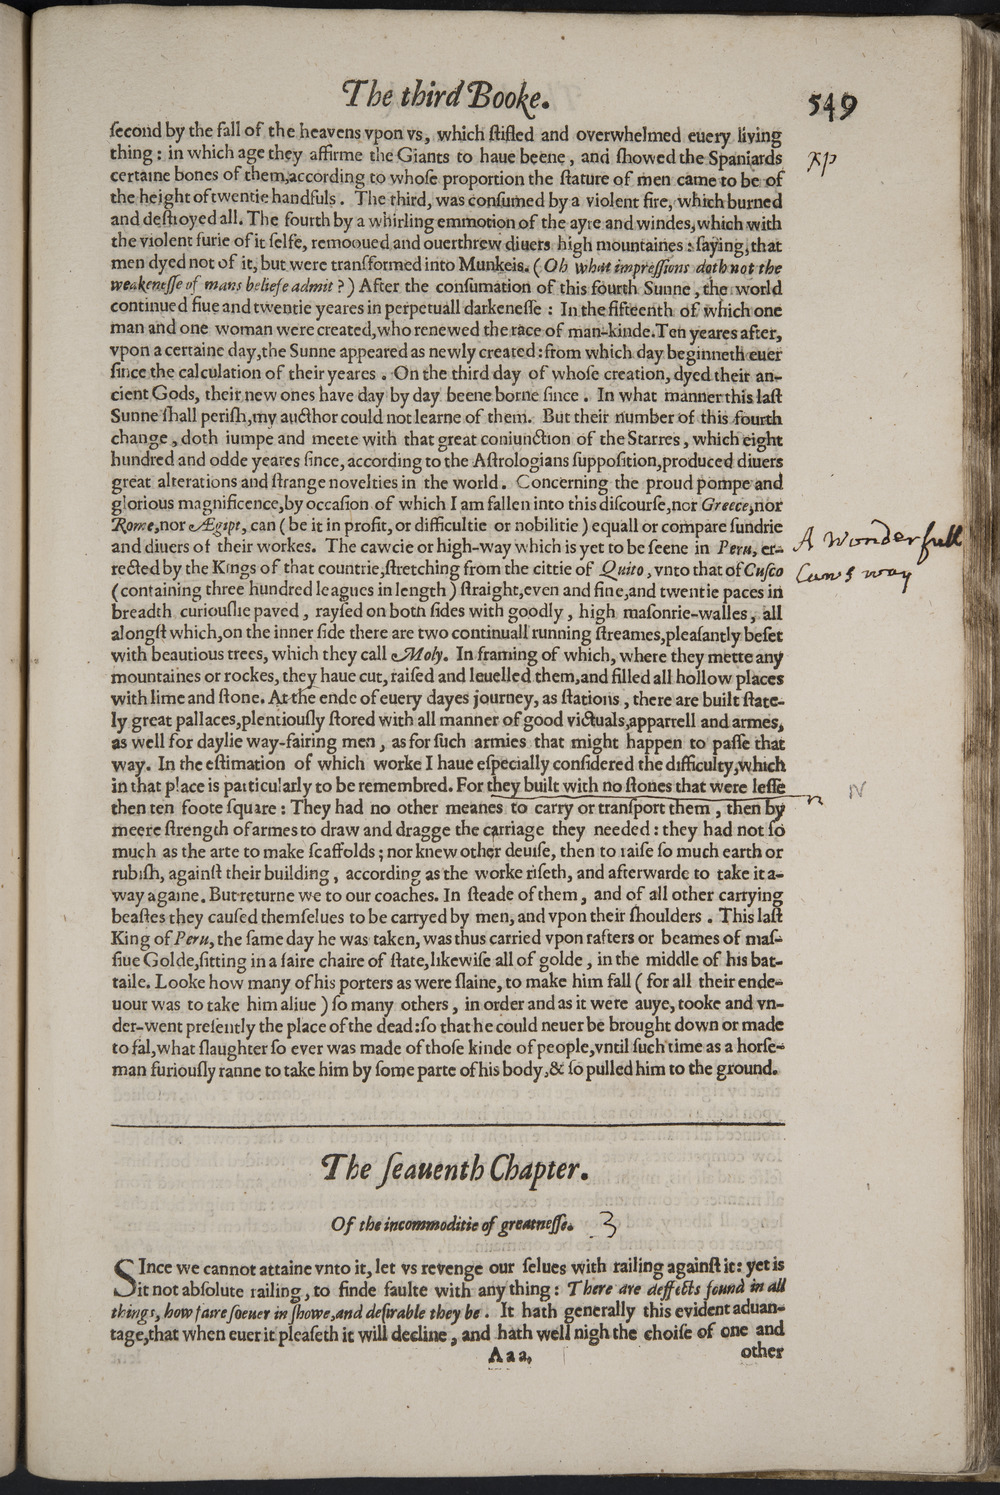 The third Booke.
549
ſecond by the fall of the heavens vpon vs, which ſtifled and overwhelmed euery living
thing: in which age they affirme the Giants to haue beene, and ſhowed the Spaniards
certaine bones of them,according to whoſe proportion the ſtature of men came to be of
the height of twentie handfuls. The third, was conſumed by a violent fire, which burned
and deſtroyed all. The fourth by a whirling emmotion of the ayre and windes, which with
the violent furie of it ſelfe, remooued and ouerthrew diuers high mountaines: ſaying, that
men dyed not of it, but were tranſformed into Munkeis. (Oh what impreſſions doth not the
weakeneſſe of mans beliefe admit?) After the conſumation of this fourth Sunne, the world
continued fiue and twentie yeares in perpetuall darkeneſſe: In the fifteenth of which one
man and one woman were created, who renewed the race of man-kinde. Ten yeares after,
vpon a certaine day, the Sunne appeared as newly created: from which day beginneth euer
ſince the calculation of their yeares. On the third day of whoſe creation, dyed their an-
cient Gods, their new ones have day by day beene borne ſince. In what manner this laſt
Sunne ſhall periſh, my aucthor could not learne of them. But their number of this fourth
change, doth iumpe and meete with that great coniunction of the Starres, which eight
hundred and odde yeares ſince, according to the Aſtrologians ſuppoſition, produced diuers
great alterations and ſtrange novelties in the world. Concerning the proud pompe and
glorious magnificence, by occaſion of which I am fallen into this diſcourſe, nor Greece, nor
Rome, nor Ægipt, can (be it in profit, or difficultie or nobilitie) equall or compare ſundrie
and diuers of their workes. The cawcie or high-way which is yet to be ſeene in Peru, er-
rected by the Kings of that countrie, ſtretching from the cittie of Quito, vnto that of Cuſco
(containing three hundred leagues in length) ſtraight, even and fine, and twentie paces in
breadth curiouſlie paved, rayſed on both ſides with goodly, high maſonrie-walles, all
alongſt which, on the inner ſide there are two continuall running ſtreames, pleaſantly beſet
with beautious trees, which they call Moly. In framing of which, where they mette any
mountaines or rockes, they haue cut, raiſed and leuelled them, and filled all hollow places
with lime and ſtone. At the ende of euery dayes journey, as ſtations, there are built ſtate-
ly great pallaces, plentiouſly ſtored with all manner of good victuals, apparrell and armes,
as well for daylie way-fairing men, as for ſuch armies that might happen to paſſe that
way. In the eſtimation of which worke I haue eſpecially conſidered the difficulty, which
in that place is particularly to be remembred. For they built with no ſtones that were leſſe
then ten foote ſquare: They had no other meanes to carry or tranſport them, then by
meere ſtrength of armes to draw and dragge the carriage they needed: they had not ſo
much as the arte to make ſcaffolds; nor knew other deuiſe, then to raiſe ſo much earth or
rubiſh, againſt their building, according as the worke riſeth, and afterwarde to take it a-
way againe. But returne we to our coaches. In ſteade of them, and of all other carrying
beaſtes they cauſed themſelues to be carryed by men, and vpon their ſhoulders. This laſt
King of Peru, the ſame day he was taken, was thus carried vpon rafters or beames of maſ-
ſiue Golde, ſitting in a faire chaire of ſtate, likewiſe all of golde, in the middle of his bat-
taile. Looke how many of his porters as were ſlaine, to make him fall (for all their ende-
uour was to take him aliue) ſo many others, in order and as it were auye, tooke and vn-
der-went preſently the place of the dead: ſo that he could neuer be brought down or made
to fal, what ſlaughter ſo ever was made of thoſe kinde of people, vntil ſuch time as a horſe-
man furiouſly ranne to take him by ſome parte of his body, & ſo pulled him to the ground.
xp
A Wonderfull
Caws way
N
The ſeauenth Chapter.
Of the incommoditie of greatneſſe. 3
SInce we cannot attaine vnto it, let vs revenge our ſelues with railing againſt it: yet is
it not abſolute railing, to finde faulte with any thing: There are deffects found in all
things, how faire ſoeuer in ſhowe, and deſirable they be. It hath generally this evident aduan-
tage, that when euer it pleaſeth it will decline, and hath well nigh the choiſe of one and
Aaa, other